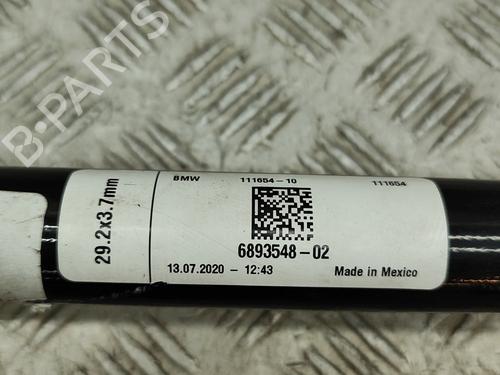 B-PARTS
29.2x3.7mm
BMW 111654-10 111654
6893548-02
13.07.2020 - 12:43 Made in Mexico